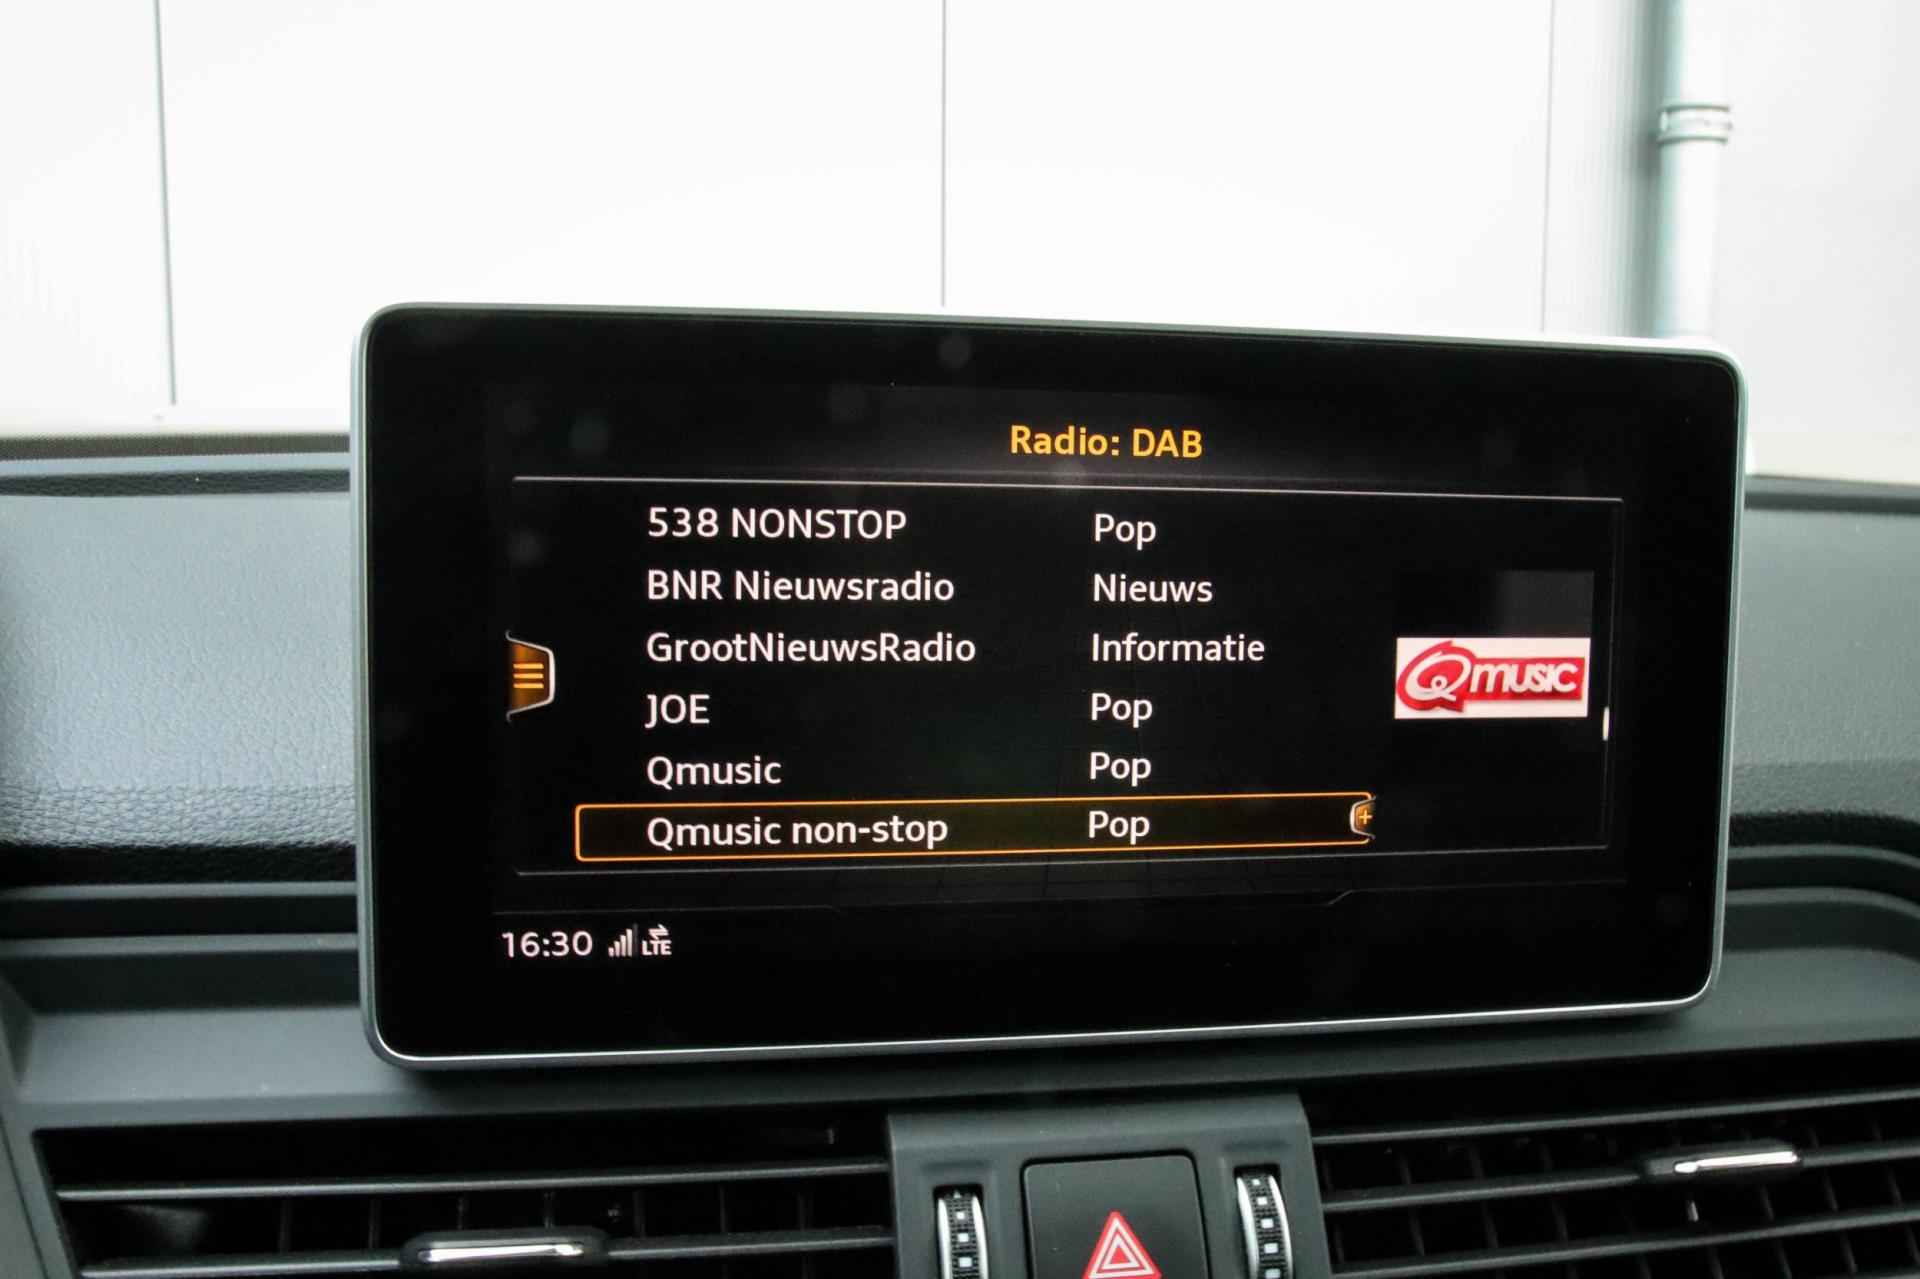 Radio: DAB
538 NONSTOP Pop
BNR Nieuwsradio Nieuws
GrootNieuwsRadio Informatie
JOE Pop
Qmusic Pop
Qmusic non-stop Pop
Qmusic
16:30 LTE